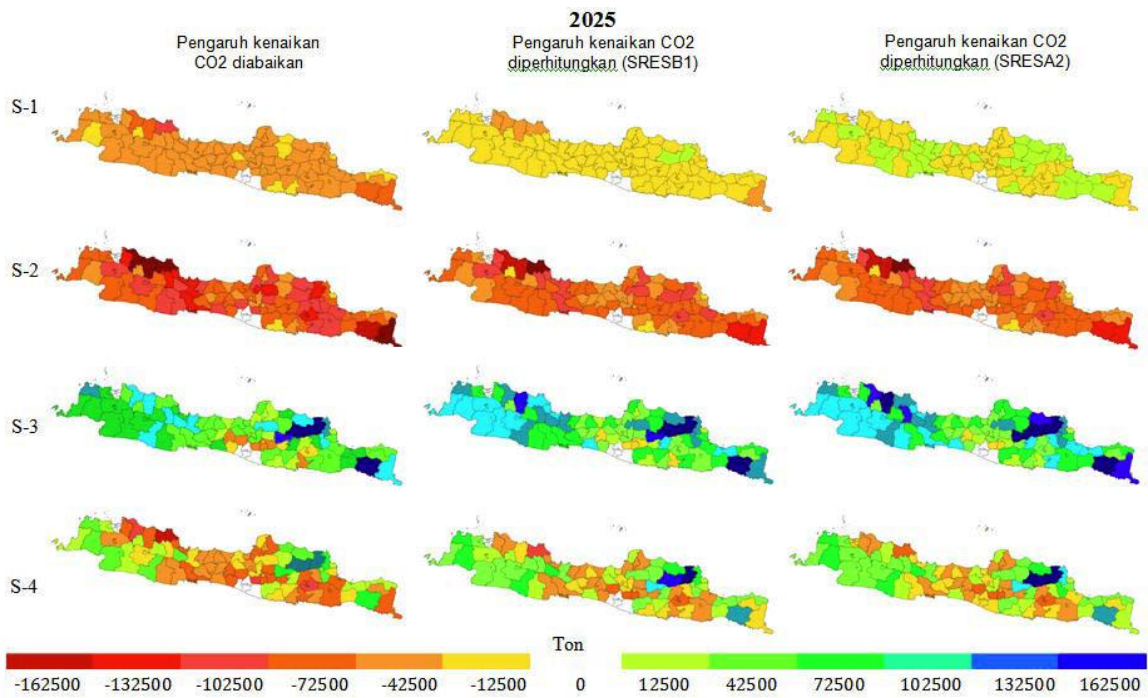 2025
Pengaruh kenaikan
CO2 diabaikan
Pengaruh kenaikan CO2
diperhitungkan (SRESB1)
Pengaruh kenaikan CO2
diperhitungkan (SRESA2)
S-1
S-2
S-3
S-4
Ton
-162500 -132500 -102500 -72500 -42500 -12500 0 12500 42500 72500 102500 132500 162500